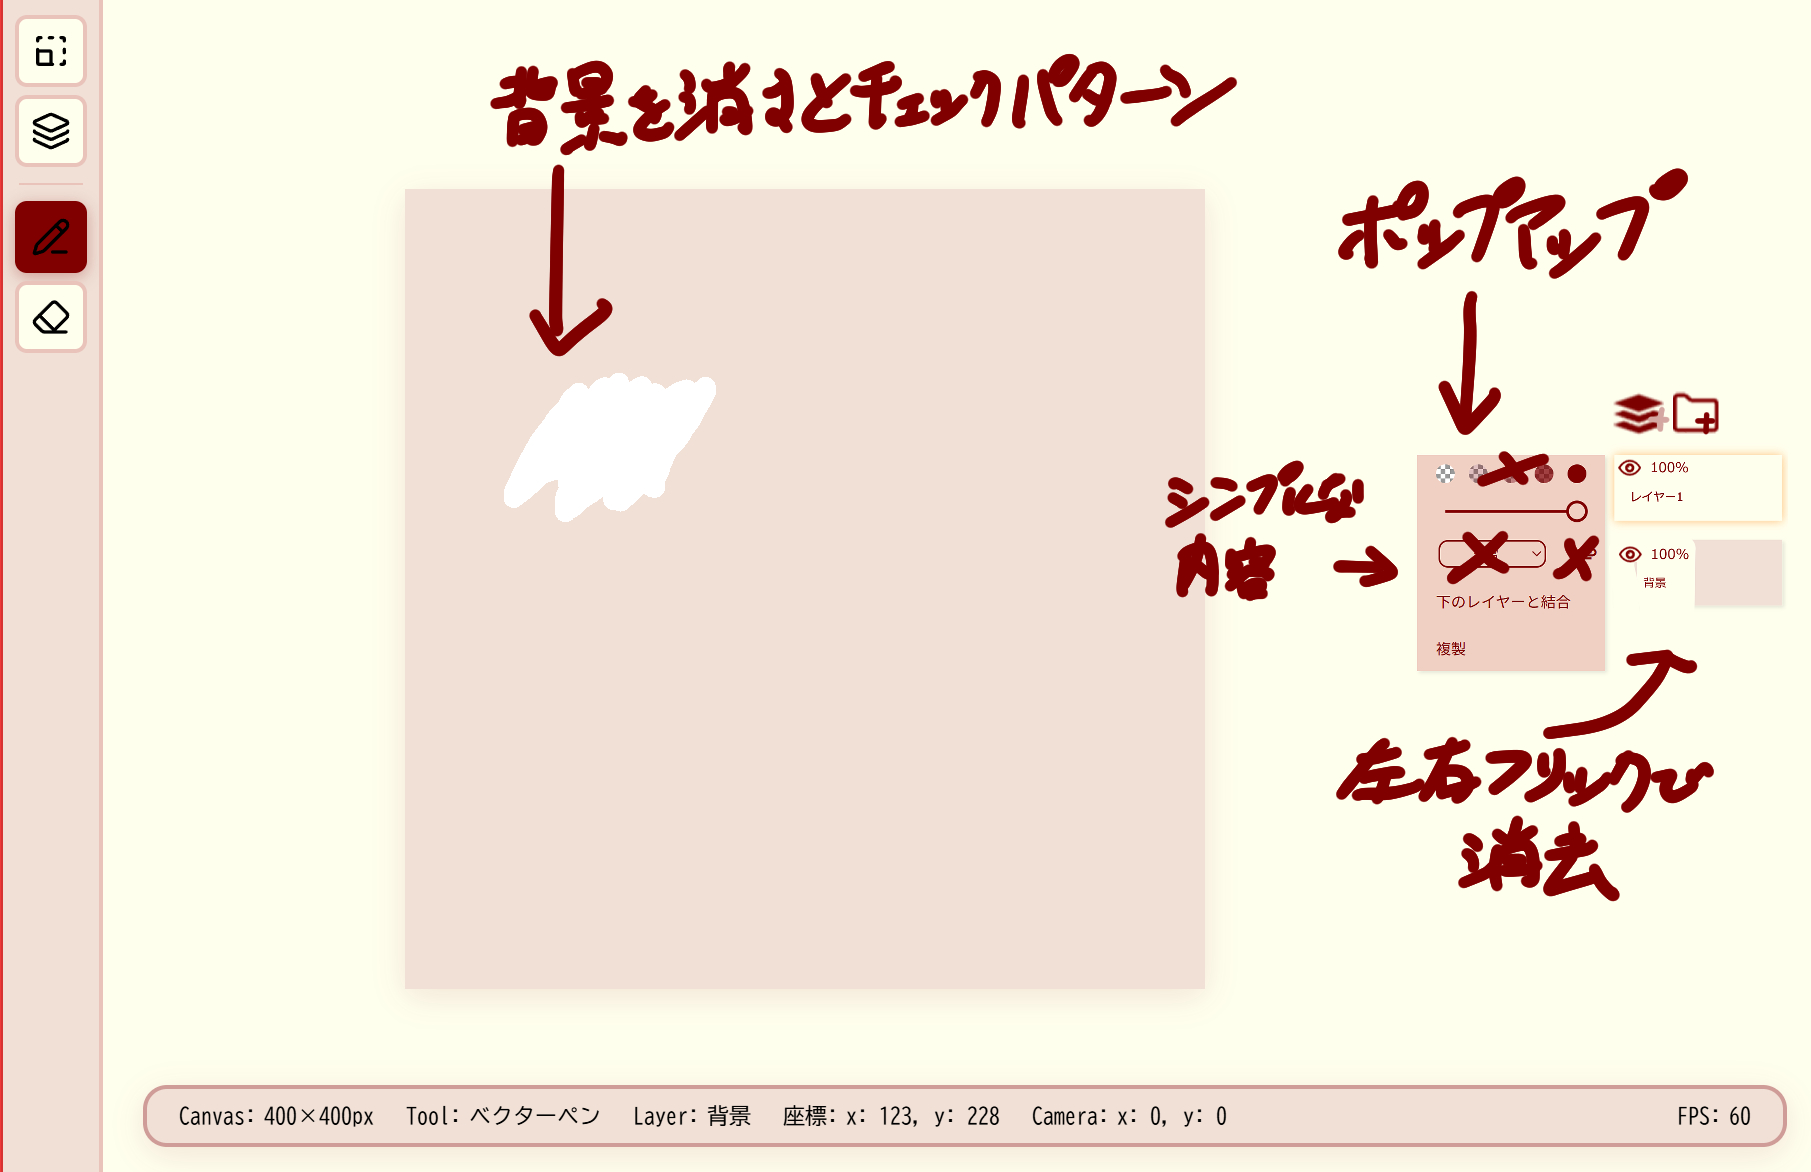 背景を消すとチェックパターン
ポップアップ
シンプルな
内容
100%
レイヤー1
100%
背景
下のレイヤーと結合
複製
左右フリックで
消去
Canvas: 400×400px Tool: ベクターペン Layer: 背景 座標: x: 123, y: 228 Camera: x: 0, y: 0 FPS: 60